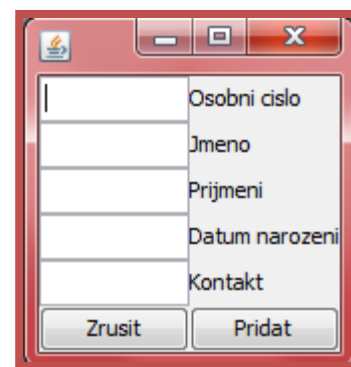 Osobni cislo
Jmeno
Prijmeni
Datum narozeni
Kontakt
Zrusit Pridat